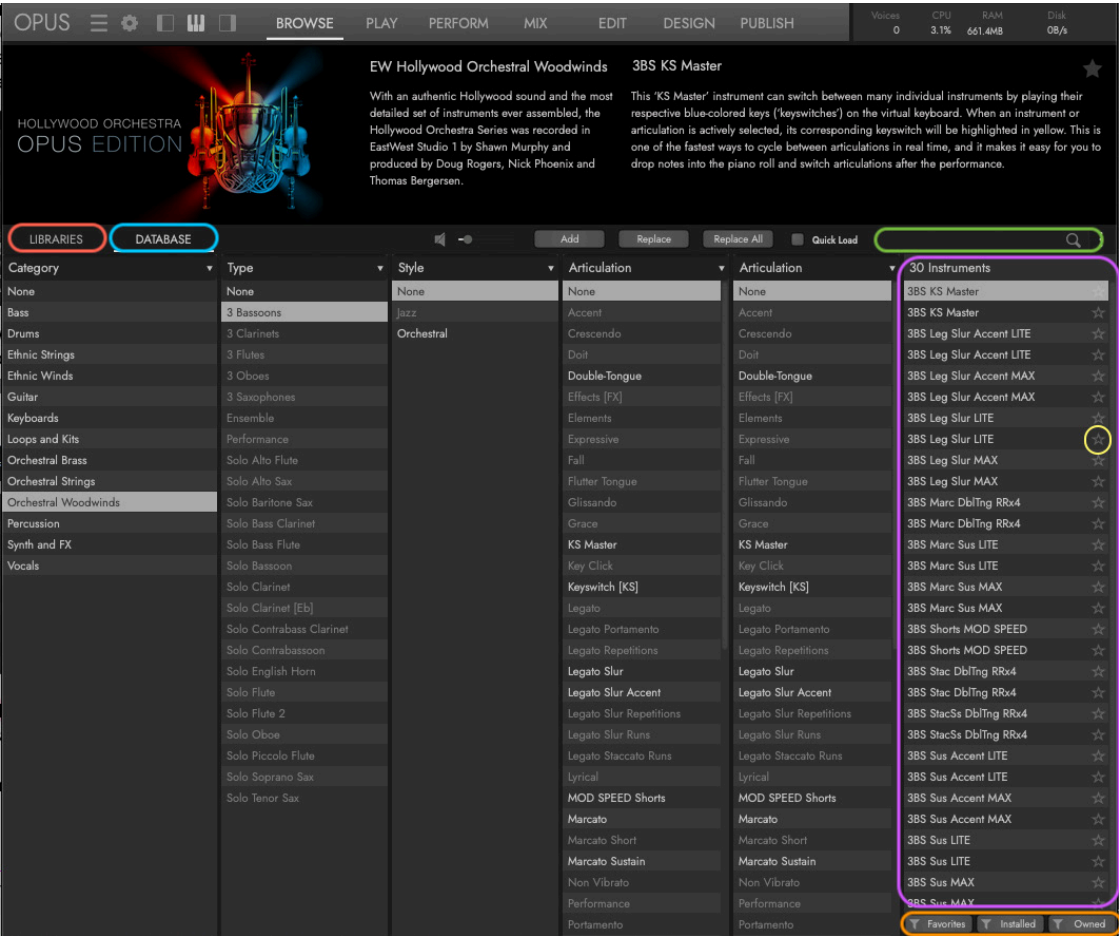 OPUS
BROWSE PLAY PERFORM MIX EDIT DESIGN PUBLISH
Voices CPU RAM Disk
0 3.1% 661.4MB 0B/s
HOLLYWOOD ORCHESTRA
OPUS EDITION
EW Hollywood Orchestral Woodwinds
With an authentic Hollywood sound and the most
detailed set of instruments ever assembled, the
Hollywood Orchestra Series was recorded in
EastWest Studio 1 by Shawn Murphy and
produced by Doug Rogers, Nick Phoenix and
Thomas Bergersen.
3BS KS Master
This ‘KS Master’ instrument can switch between many individual instruments by playing their
respective blue-colored keys (‘keyswitches’) on the virtual keyboard. When an instrument or
articulation is actively selected, its corresponding keyswitch will be highlighted in yellow. This is
one of the fastest ways to cycle between articulations in real time, and it makes it easy for you to
drop notes into the piano roll and switch articulations after the performance.
LIBRARIES DATABASE Add Replace Replace All Quick Load
Category
None
Bass
Drums
Ethnic Strings
Ethnic Winds
Guitar
Keyboards
Loops and Kits
Orchestral Brass
Orchestral Strings
Orchestral Woodwinds
Percussion
Synth and FX
Vocals
Type
None
3 Bassoons
3 Clarinets
3 Flutes
3 Oboes
3 Saxophones
Ensemble
Performance
Solo Alto Flute
Solo Alto Sax
Solo Baritone Sax
Solo Bass Clarinet
Solo Bass Flute
Solo Bassoon
Solo Clarinet
Solo Clarinet [Eb]
Solo Contrabass Clarinet
Solo Contrabassoon
Solo English Horn
Solo Flute
Solo Flute 2
Solo Oboe
Solo Piccolo Flute
Solo Soprano Sax
Solo Tenor Sax
Style
None
Jazz
Orchestral
Articulation
None
Accent
Crescendo
Doit
Double-Tongue
Effects [FX]
Elements
Expressive
Fall
Flutter Tongue
Glissando
Grace
KS Master
Key Click
Keyswitch [KS]
Legato
Legato Portamento
Legato Repetitions
Legato Slur
Legato Slur Accent
Legato Slur Repetitions
Legato Slur Runs
Legato Staccato Runs
Lyrical
MOD SPEED Shorts
Marcato
Marcato Short
Marcato Sustain
Non Vibrato
Performance
Portamento
Articulation
None
Accent
Crescendo
Doit
Double-Tongue
Effects [FX]
Elements
Expressive
Fall
Flutter Tongue
Glissando
Grace
KS Master
Key Click
Keyswitch [KS]
Legato
Legato Portamento
Legato Repetitions
Legato Slur
Legato Slur Accent
Legato Slur Repetitions
Legato Slur Runs
Legato Staccato Runs
Lyrical
MOD SPEED Shorts
Marcato
Marcato Short
Marcato Sustain
Non Vibrato
Performance
Portamento
30 Instruments
3BS KS Master
3BS KS Master
3BS Leg Slur Accent LITE
3BS Leg Slur Accent LITE
3BS Leg Slur Accent MAX
3BS Leg Slur Accent MAX
3BS Leg Slur LITE
3BS Leg Slur LITE
3BS Leg Slur MAX
3BS Leg Slur MAX
3BS Marc DblTng RRx4
3BS Marc DblTng RRx4
3BS Marc Sus LITE
3BS Marc Sus LITE
3BS Marc Sus MAX
3BS Marc Sus MAX
3BS Shorts MOD SPEED
3BS Shorts MOD SPEED
3BS Stac DblTng RRx4
3BS Stac DblTng RRx4
3BS StacSs DblTng RRx4
3BS StacSs DblTng RRx4
3BS Sus Accent LITE
3BS Sus Accent LITE
3BS Sus Accent MAX
3BS Sus Accent MAX
3BS Sus LITE
3BS Sus LITE
3BS Sus MAX
3BS Sus MAX
Favorites Installed Owned